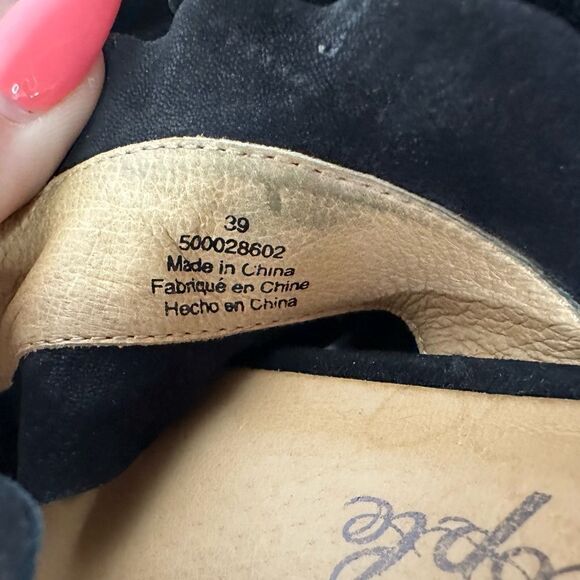 39
500028602
Made in China
Fabriqué en Chine
Hecho en China